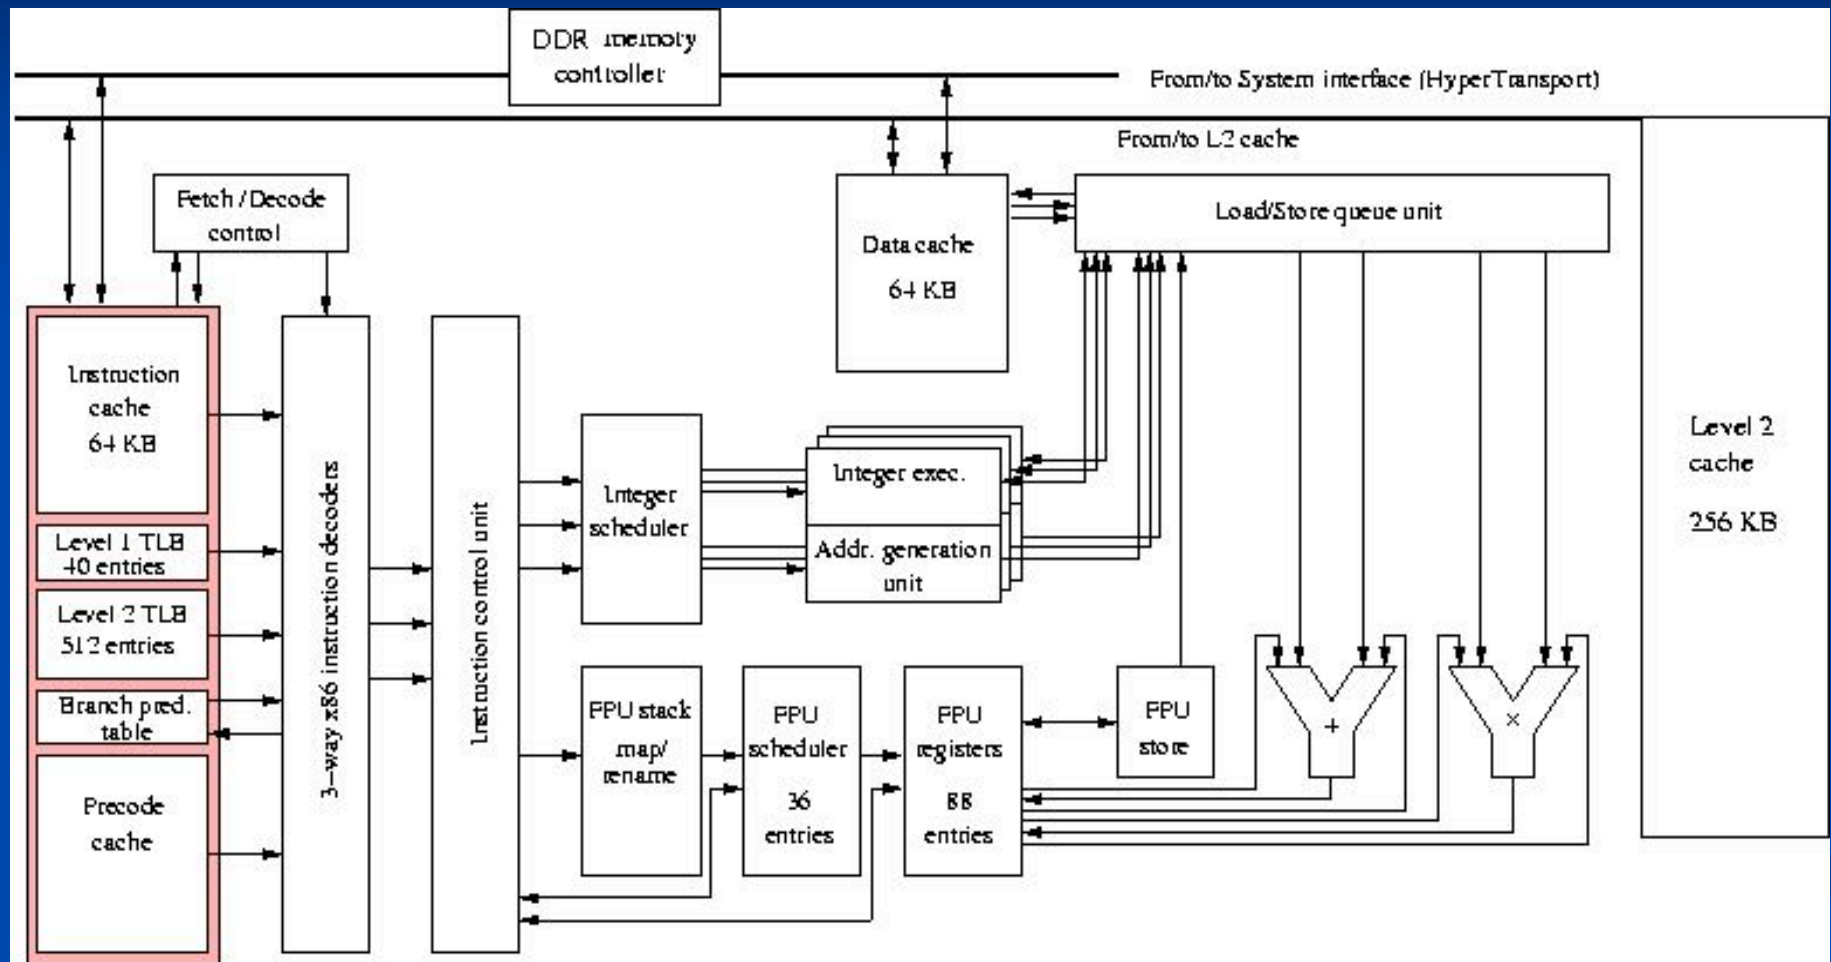 DDR memoty
controller
From/to System interface (HyperTransport)
From/to L2 cache
Fetch / Decode
control
Data cache
64 KB
Load/Store queue unit
Level 2
cache
256 KB
Instruction
cache
64 KB
Level 1 TLB
40 entries
Level 2 TLB
512 entries
Branch pred.
table
Precode
cache
3-way x86 instruction decoders
Instruction control unit
Integer
scheduler
Integer exec.
Addr. generation
unit
FPU stack
map/
rename
FPU
scheduler
36
entries
FPU
registers
88
entries
FPU
store
+
×